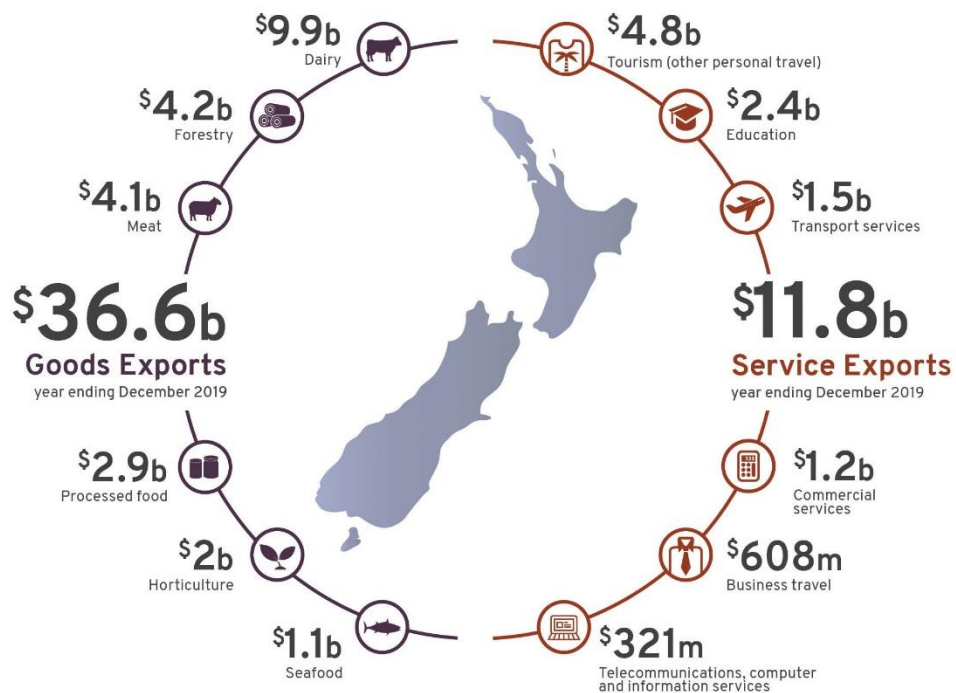 $9.9b
Dairy
$4.2b
Forestry
$4.1b
Meat
$36.6b
Goods Exports
year ending December 2019
$2.9b
Processed food
$2b
Horticulture
$1.1b
Seafood
$4.8b
Tourism (other personal travel)
$2.4b
Education
$1.5b
Transport services
$11.8b
Service Exports
year ending December 2019
$1.2b
Commercial
services
$608m
Business travel
$321m
Telecommunications, computer
and information services